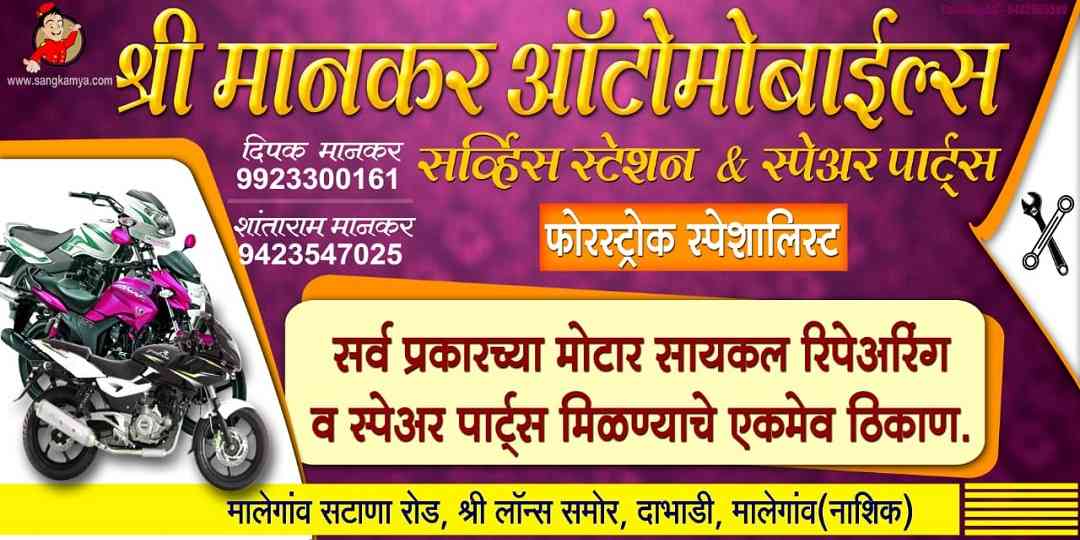 www.sangkamya.com
श्री मानकर ऑटोमोबाईल्स
दिपक मानकर
9923300161
सर्व्हिस स्टेशन & स्पेअर पार्ट्स
शांताराम मानकर
9423547025
फोरस्ट्रोक स्पेशालिस्ट
सर्व प्रकारच्या मोटार सायकल रिपेअरिंग
व स्पेअर पार्ट्स मिळण्याचे एकमेव ठिकाण.
मालेगांव सटाणा रोड, श्री लॉन्स समोर, दाभाडी, मालेगांव(नाशिक)